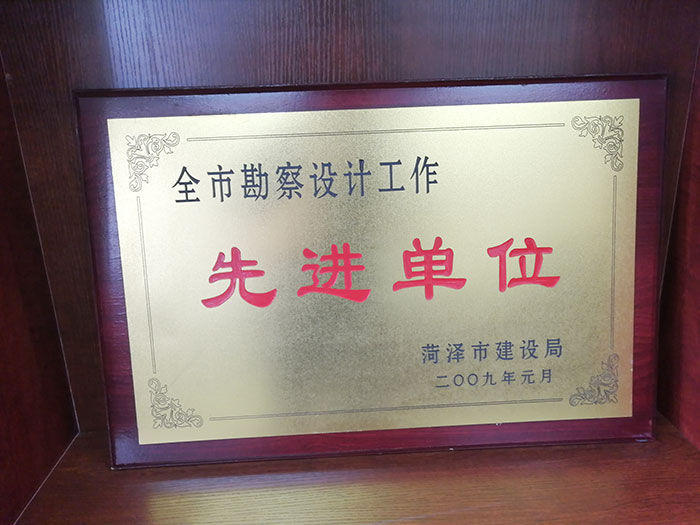 全市勘察设计工作
先进单位
菏泽市建设局
二〇〇九年元月